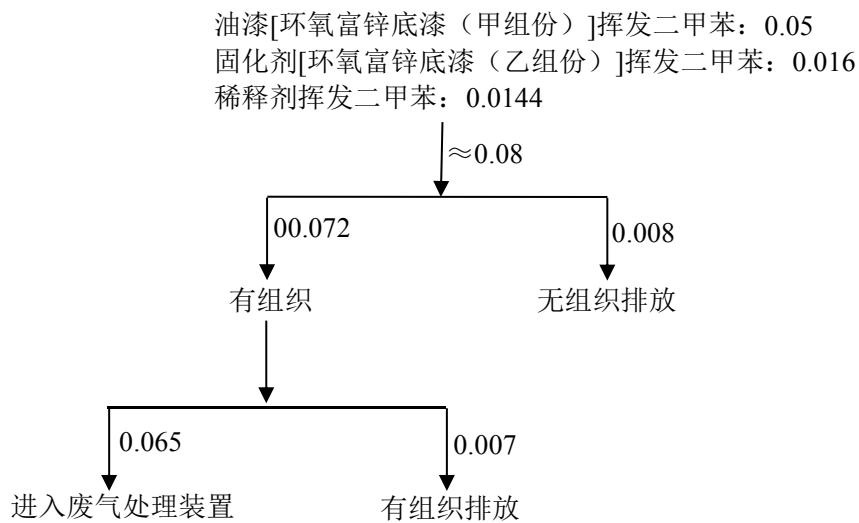 油漆[环氧富锌底漆（甲组份）]挥发二甲苯：0.05
固化剂[环氧富锌底漆（乙组份）]挥发二甲苯：0.016
稀释剂挥发二甲苯：0.0144
≈0.08
00.072
0.008
有组织
无组织排放
0.065
0.007
进入废气处理装置
有组织排放